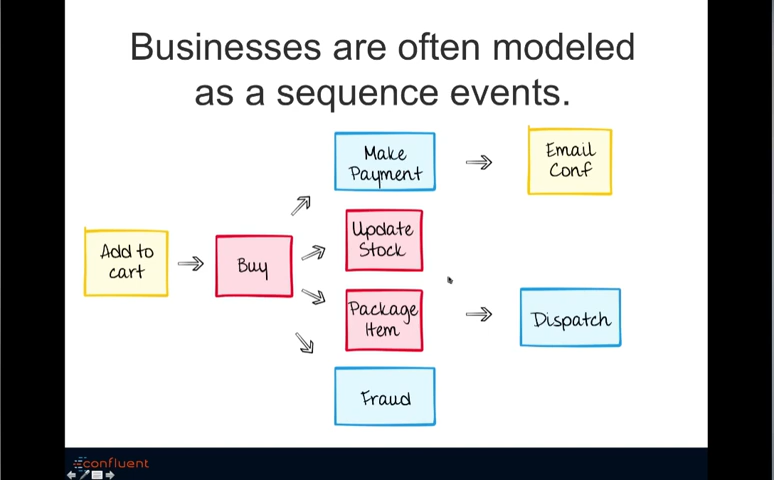 Businesses are often modeled
as a sequence events.
Make
Payment
Email
Conf
Update
Stock
Add to
cart
Buy
Package
Item
Dispatch
Fraud
confluent